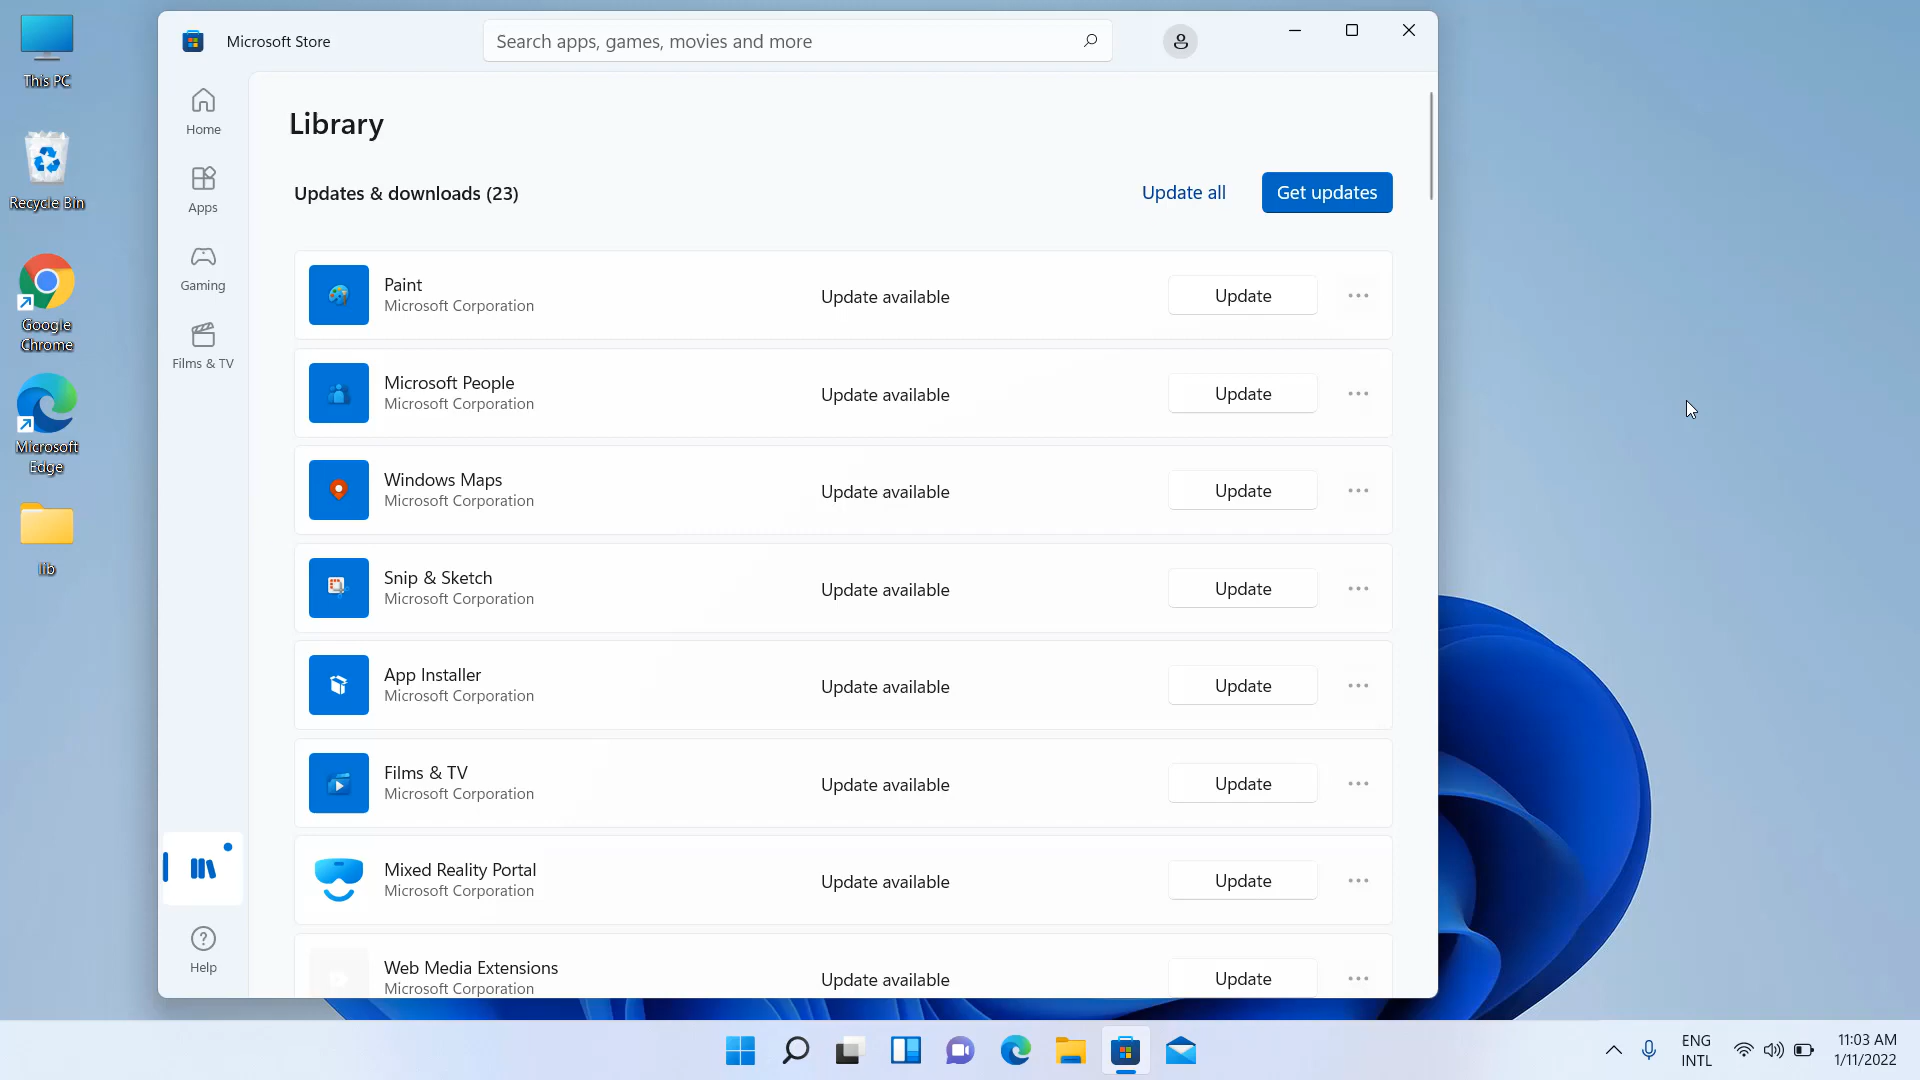 This PC
Recycle Bin
Google
Chrome
Microsoft
Edge
lib
Microsoft Store
Search apps, games, movies and more
Home
Apps
Gaming
Films & TV
Help
Library
Updates & downloads (23)
Update all
Get updates
Paint
Microsoft Corporation
Update available
Update
Microsoft People
Microsoft Corporation
Update available
Update
Windows Maps
Microsoft Corporation
Update available
Update
Snip & Sketch
Microsoft Corporation
Update available
Update
App Installer
Microsoft Corporation
Update available
Update
Films & TV
Microsoft Corporation
Update available
Update
Mixed Reality Portal
Microsoft Corporation
Update available
Update
Web Media Extensions
Microsoft Corporation
Update available
Update
ENG
INTL
11:03 AM
1/11/2022